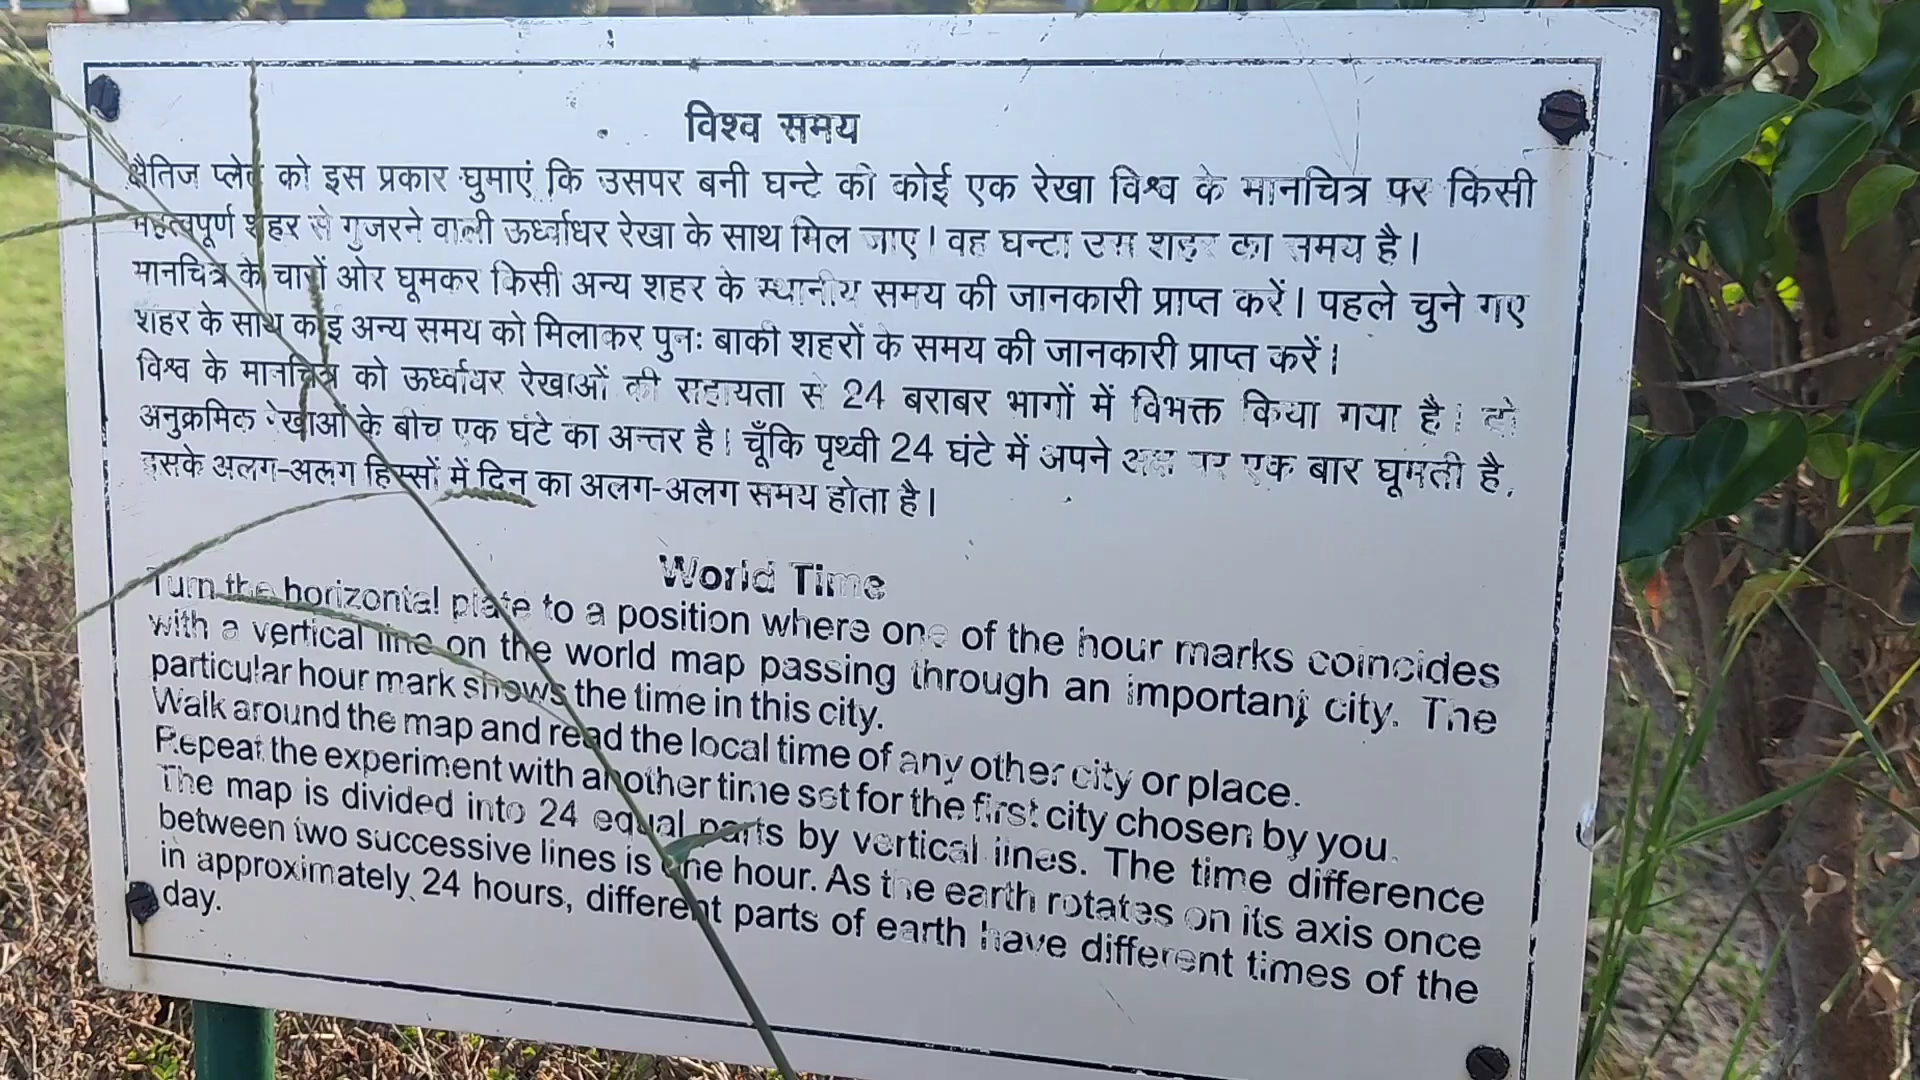 विश्व समय
क्षैतिज प्लेट को इस प्रकार घुमाएं कि उसपर बनी घन्टे की कोई एक रेखा विश्व के मानचित्र पर किसी
महत्वपूर्ण शहर से गुजरने वाली ऊर्ध्वाधर रेखा के साथ मिल जाए। वह घन्टा उस शहर का समय है।
मानचित्र के चारों ओर घूमकर किसी अन्य शहर के स्थानीय समय की जानकारी प्राप्त करें। पहले चुने गए
शहर के साथ कोई अन्य समय को मिलाकर पुनः बाकी शहरों के समय की जानकारी प्राप्त करें।
विश्व के मानचित्र को ऊर्ध्वाधर रेखाओं की सहायता से 24 बराबर भागों में विभक्त किया गया है। दो
अनुक्रमिक रेखाओं के बीच एक घंटे का अन्तर है। चूँकि पृथ्वी 24 घंटे में अपने अक्ष पर एक बार घूमती है,
इसके अलग-अलग हिस्सों में दिन का अलग-अलग समय होता है।
World Time
Turn the horizontal plate to a position where one of the hour marks coincides
with a vertical line on the world map passing through an important city. The
particular hour mark shows the time in this city.
Walk around the map and read the local time of any other city or place.
Repeat the experiment with another time set for the first city chosen by you.
The map is divided into 24 equal parts by vertical lines. The time difference
between two successive lines is one hour. As the earth rotates on its axis once
in approximately 24 hours, different parts of earth have different times of the
day.